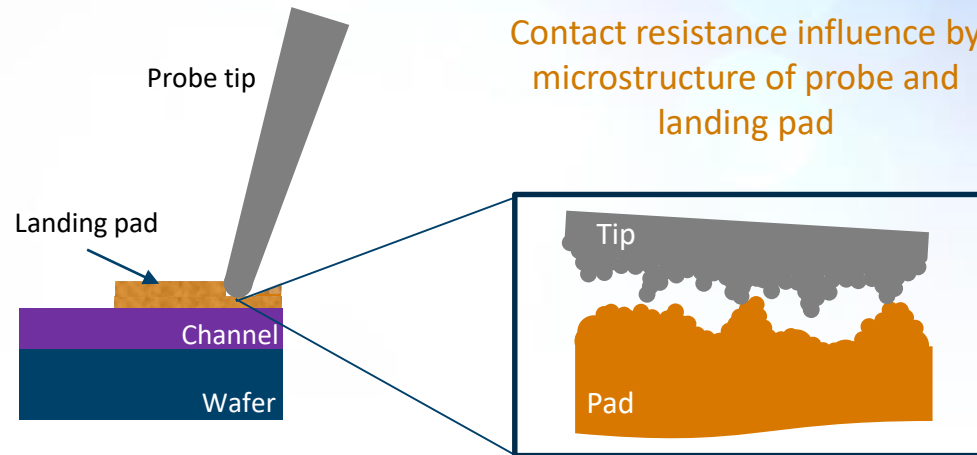 Contact resistance influence by
microstructure of probe and
landing pad
Probe tip
Landing pad
Channel
Wafer
Tip
Pad